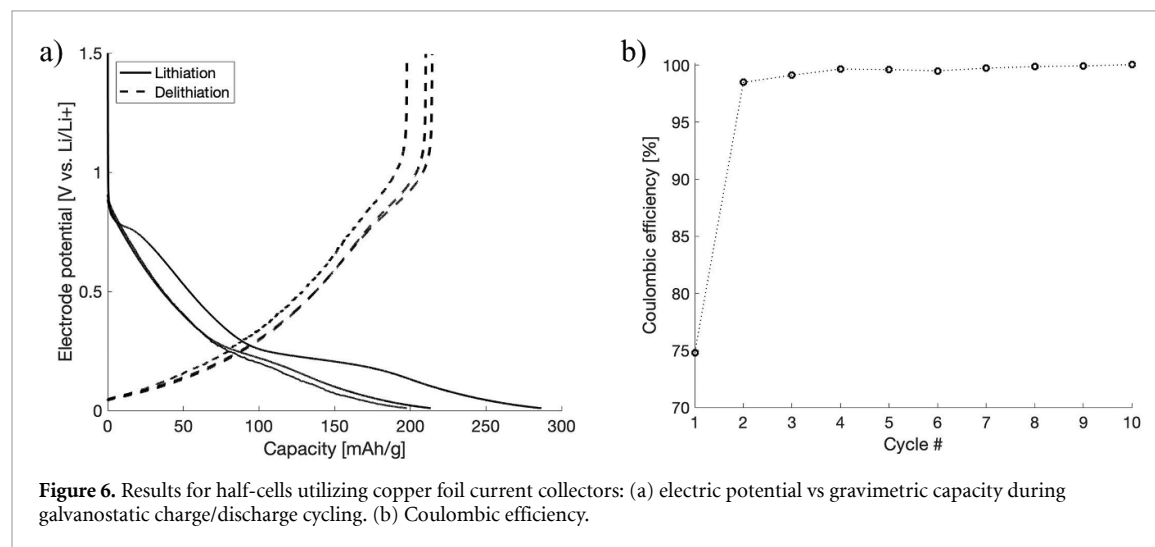 a)
1.5
1
0.5
0
Electrode potential [V vs. Li/Li+]
Lithiation
Delithiation
0 50 100 150 200 250 300
Capacity [mAh/g]
b)
100
95
90
85
80
75
70
Coulombic efficiency [%]
1 2 3 4 5 6 7 8 9 10
Cycle #
Figure 6. Results for half-cells utilizing copper foil current collectors: (a) electric potential vs gravimetric capacity during
galvanostatic charge/discharge cycling. (b) Coulombic efficiency.